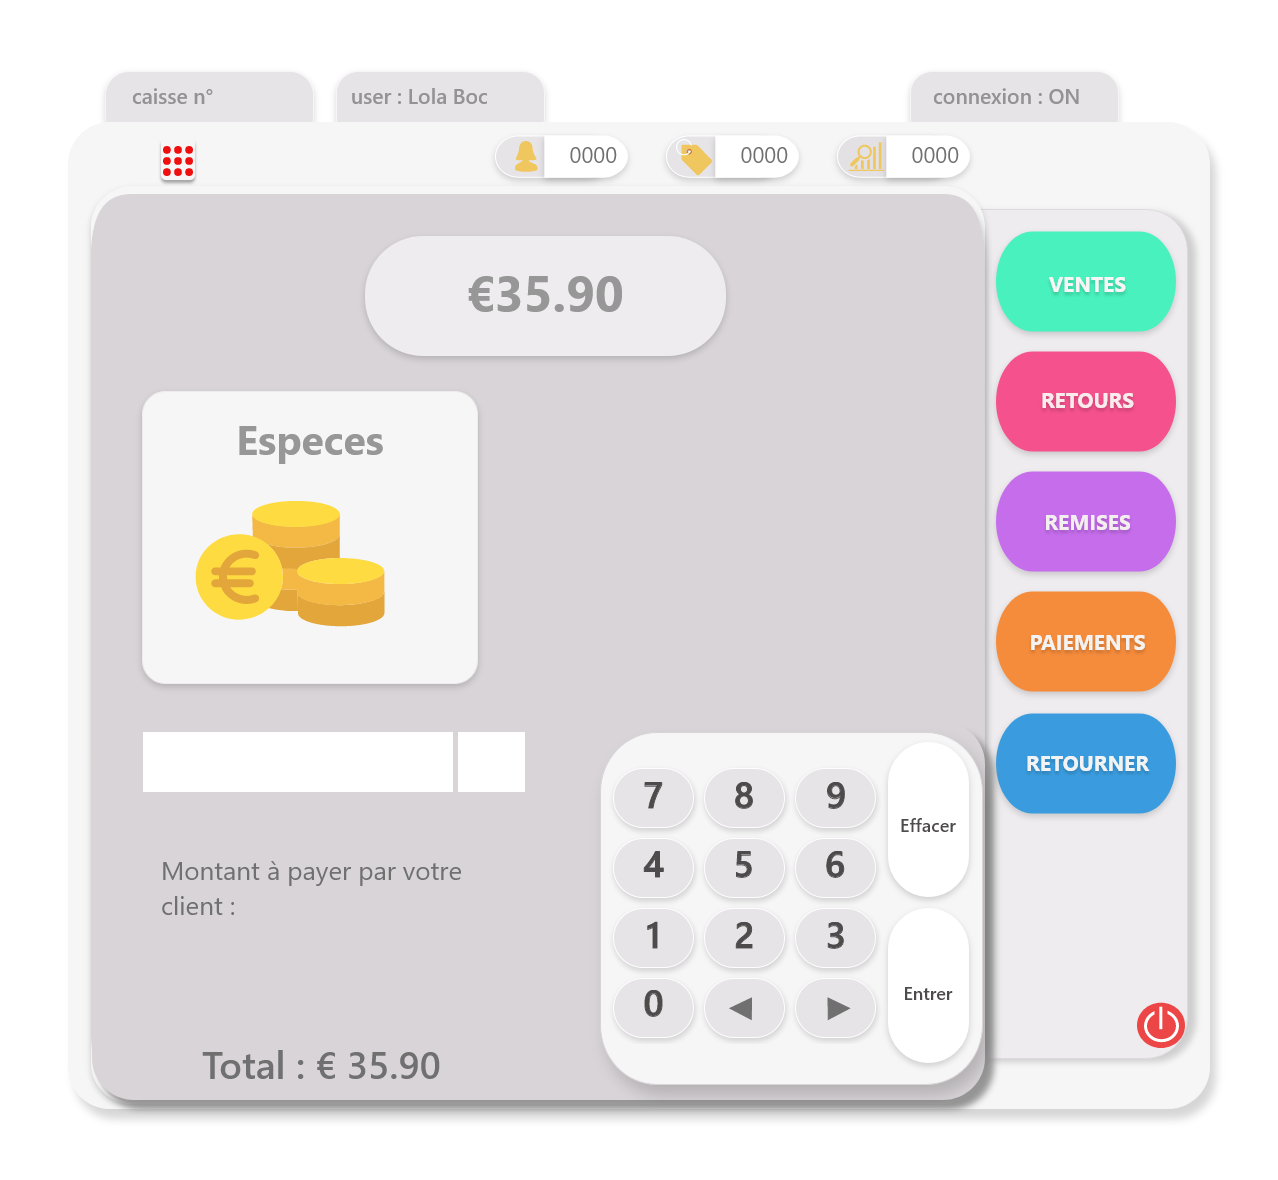 caisse n°
user : Lola Boc
connexion : ON
0000
0000
0000
€35.90
VENTES
RETOURS
REMISES
PAIEMENTS
RETOURNER
Especes
€
Montant à payer par votre
client :
Total : € 35.90
7 8 9
Effacer
4 5 6
1 2 3
Entrer
0 ◀ ▶